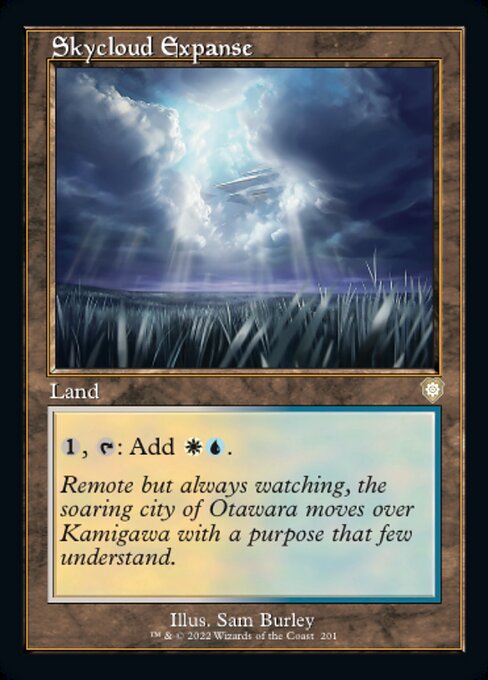 Skycloud Expanse
Land
1, T: Add WU.
Remote but always watching, the
soaring city of Otawara moves over
Kamigawa with a purpose that few
understand.
Illus. Sam Burley
™ & © 2022 Wizards of the Coast 201